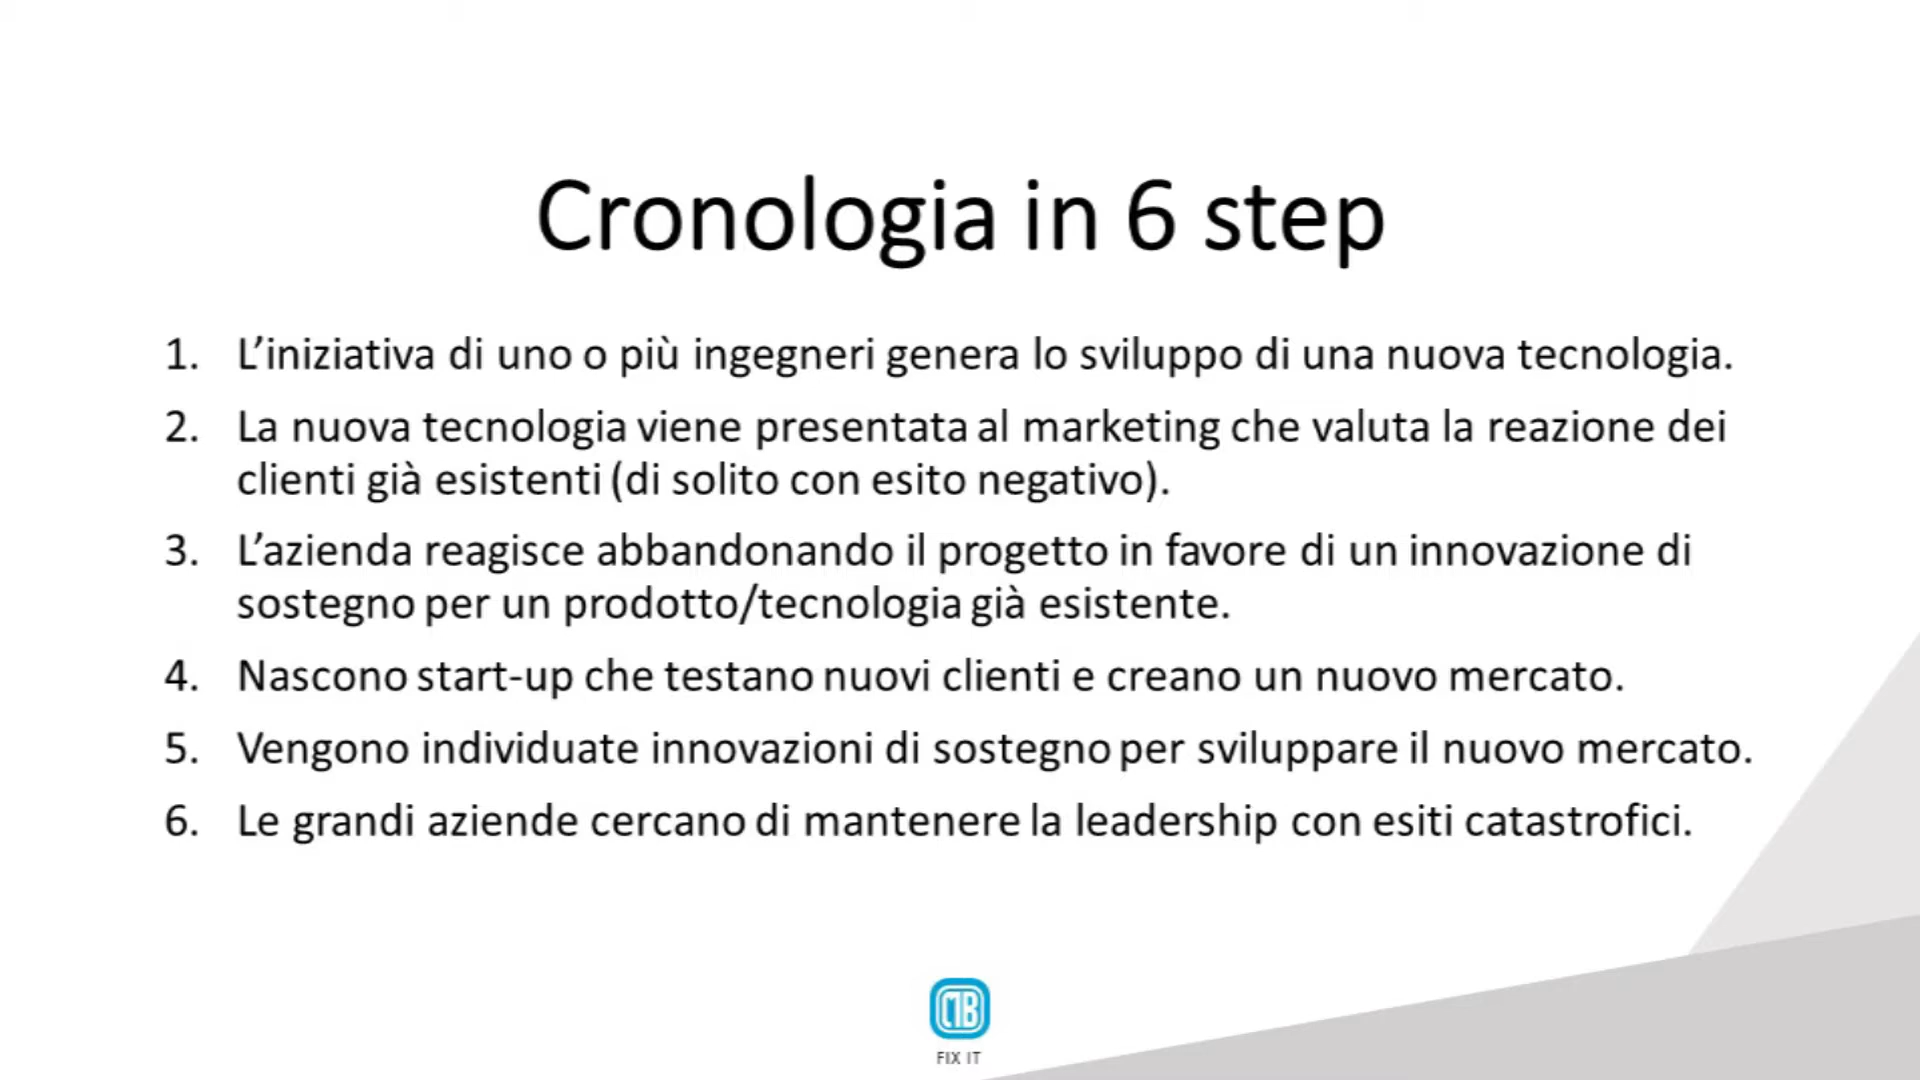 Cronologia in 6 step
1. L’iniziativa di uno o più ingegneri genera lo sviluppo di una nuova tecnologia.
2. La nuova tecnologia viene presentata al marketing che valuta la reazione dei
clienti già esistenti (di solito con esito negativo).
3. L’azienda reagisce abbandonando il progetto in favore di un innovazione di
sostegno per un prodotto/tecnologia già esistente.
4. Nascono start-up che testano nuovi clienti e creano un nuovo mercato.
5. Vengono individuate innovazioni di sostegno per sviluppare il nuovo mercato.
6. Le grandi aziende cercano di mantenere la leadership con esiti catastrofici.
FIX IT